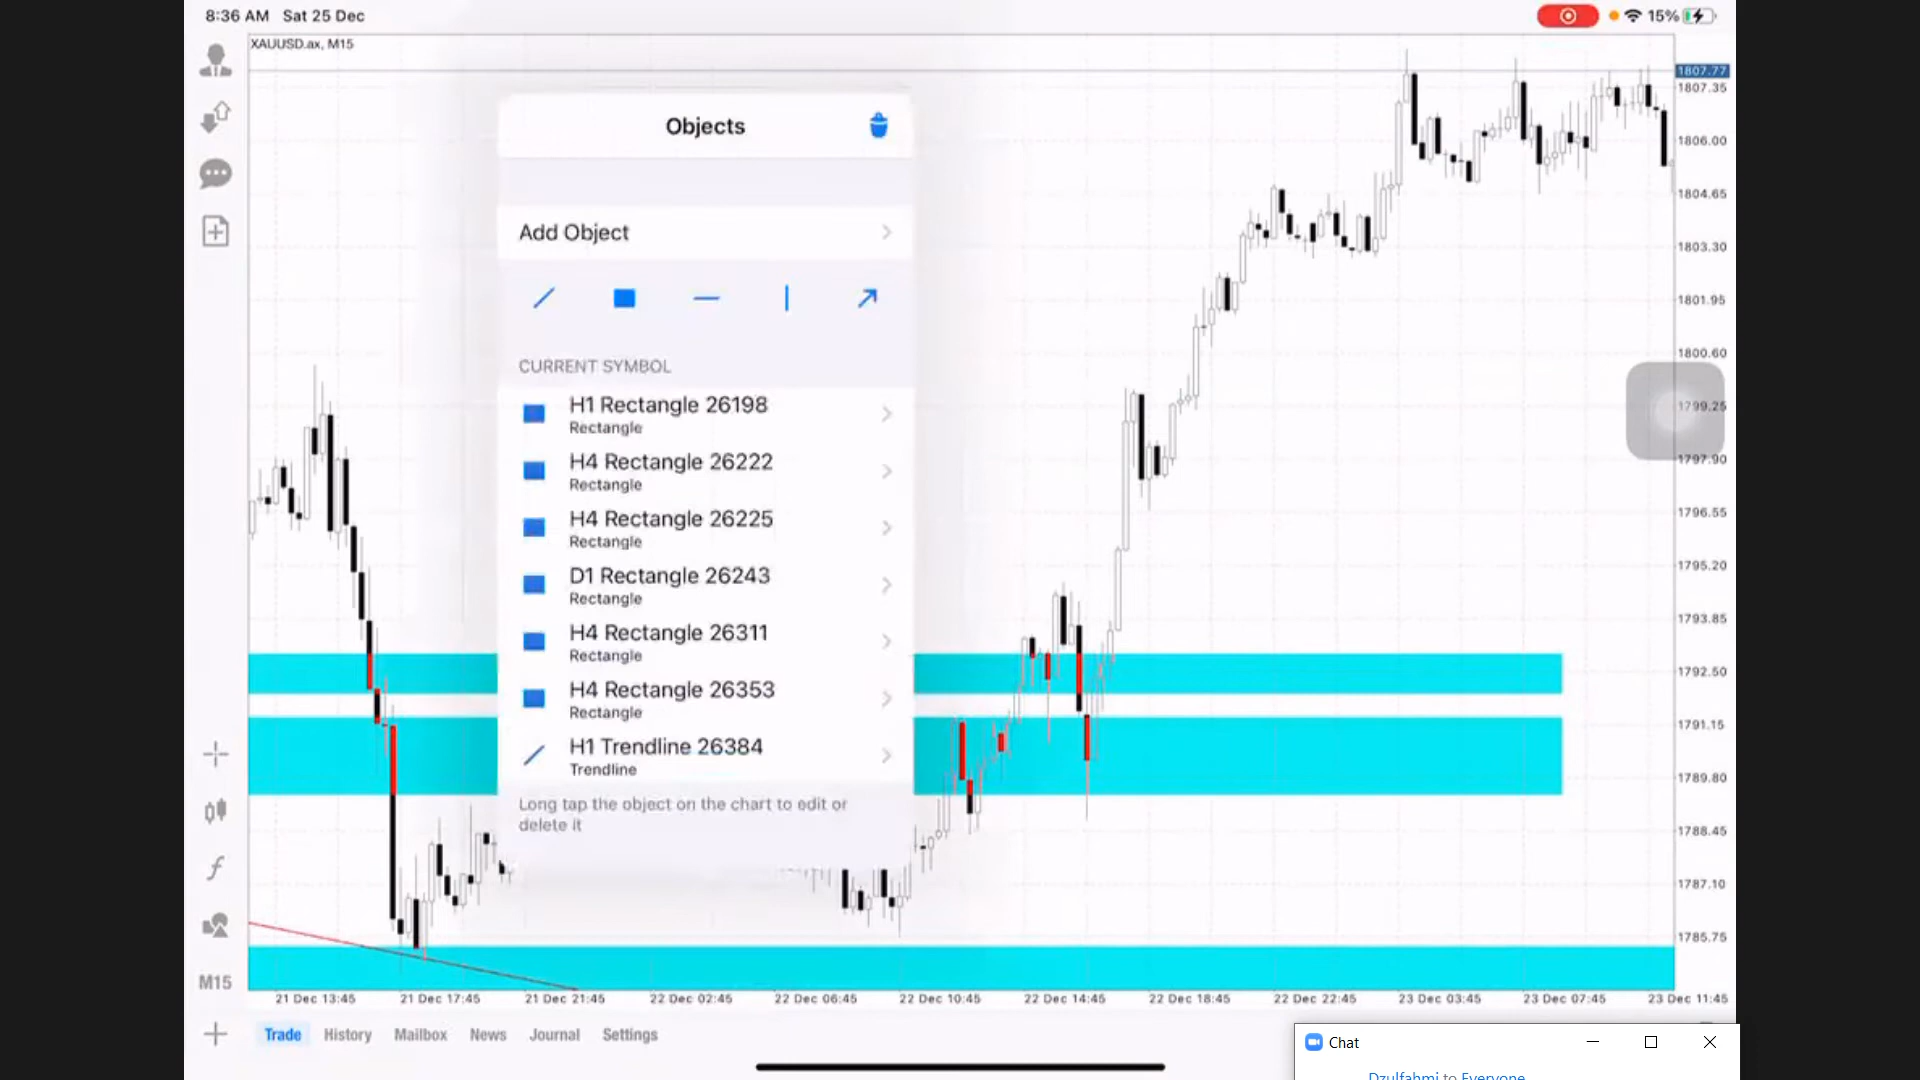 8:36 AM Sat 25 Dec
15%
XAUUSD.ax, M15
1807.77
1807.35
1806.00
1804.65
1803.30
1801.95
1800.60
1799.25
1797.90
1796.55
1795.20
1793.85
1792.50
1791.15
1789.80
1788.45
1787.10
1785.75
Objects
Add Object
CURRENT SYMBOL
H1 Rectangle 26198
Rectangle
H4 Rectangle 26222
Rectangle
H4 Rectangle 26225
Rectangle
D1 Rectangle 26243
Rectangle
H4 Rectangle 26311
Rectangle
H4 Rectangle 26353
Rectangle
H1 Trendline 26384
Trendline
Long tap the object on the chart to edit or
delete it
M15
21 Dec 13:45 21 Dec 17:45 21 Dec 21:45 22 Dec 02:45 22 Dec 06:45 22 Dec 10:45 22 Dec 14:45 22 Dec 18:45 22 Dec 22:45 23 Dec 03:45 23 Dec 07:45 23 Dec 11:45
Trade History Mailbox News Journal Settings
Chat
Dzulfahmi to Everyone